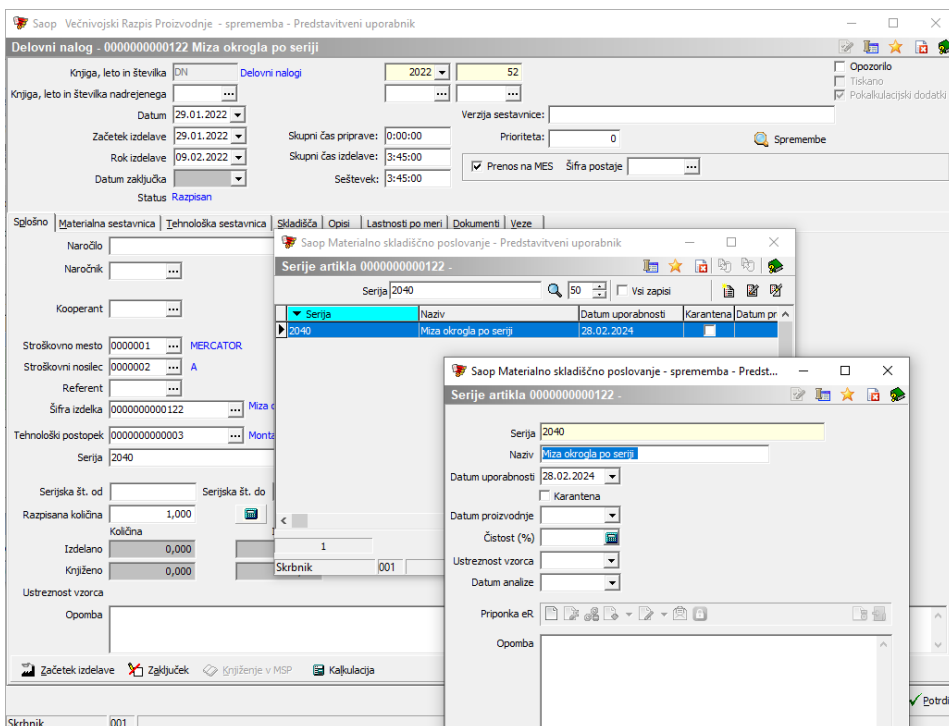 Saop Večnivojski Razpis Proizvodnje - sprememba - Predstavitveni uporabnik
Delovni nalog - 0000000000122 Miza okrogla po seriji
Knjiga, leto in številka DN Delovni nalogi 2022 52
Opozorilo
Tiskano
Knjiga, leto in številka nadrejenega ... ... ...
Pokalkulacijski dodatki
Datum 29.01.2022 Verzija sestavnice:
Začetek izdelave 29.01.2022 Skupni čas priprave: 0:00:00 Prioriteta: 0 Spremembe
Rok izdelave 09.02.2022 Skupni čas izdelave: 3:45:00
Prenos na MES Šifra postaje ...
Datum zaključka Seštevek: 3:45:00
Status Razpisan
Splošno Materialna sestavnica Tehnološka sestavnica Skladišča Opisi Lastnosti po meri Dokumenti Veze
Naročilo
Naročnik ...
Kooperant ...
Stroškovno mesto 0000001 ... MERCATOR
Stroškovni nosilec 0000002 ... A
Referent ...
Šifra izdelka 0000000000122 ... Miza
Tehnološki postopek 0000000000003 ... Monta
Serija 2040
Serijska št. od Serijska št. do
Razpisana količina 1,000
Količina
Izdelano 0,000
Knjiženo 0,000
Ustreznost vzorca
Opomba
Začetek izdelave Zaključek Knjiženje v MSP Kalkulacija
Potrdi
Skrbnik 001
Saop Materialno skladiščno poslovanje - Predstavitveni uporabnik
Serije artikla 0000000000122 -
Serija 2040 50 Vsi zapisi
Serija Naziv Datum uporabnosti Karantena Datum pr
2040 Miza okrogla po seriji 28.02.2024
1
Skrbnik 001
Saop Materialno skladiščno poslovanje - sprememba - Predst...
Serije artikla 0000000000122 -
Serija 2040
Naziv Miza okrogla po seriji
Datum uporabnosti 28.02.2024
Karantena
Datum proizvodnje
Čistost (%)
Ustreznost vzorca
Datum analize
Priponka eR
Opomba